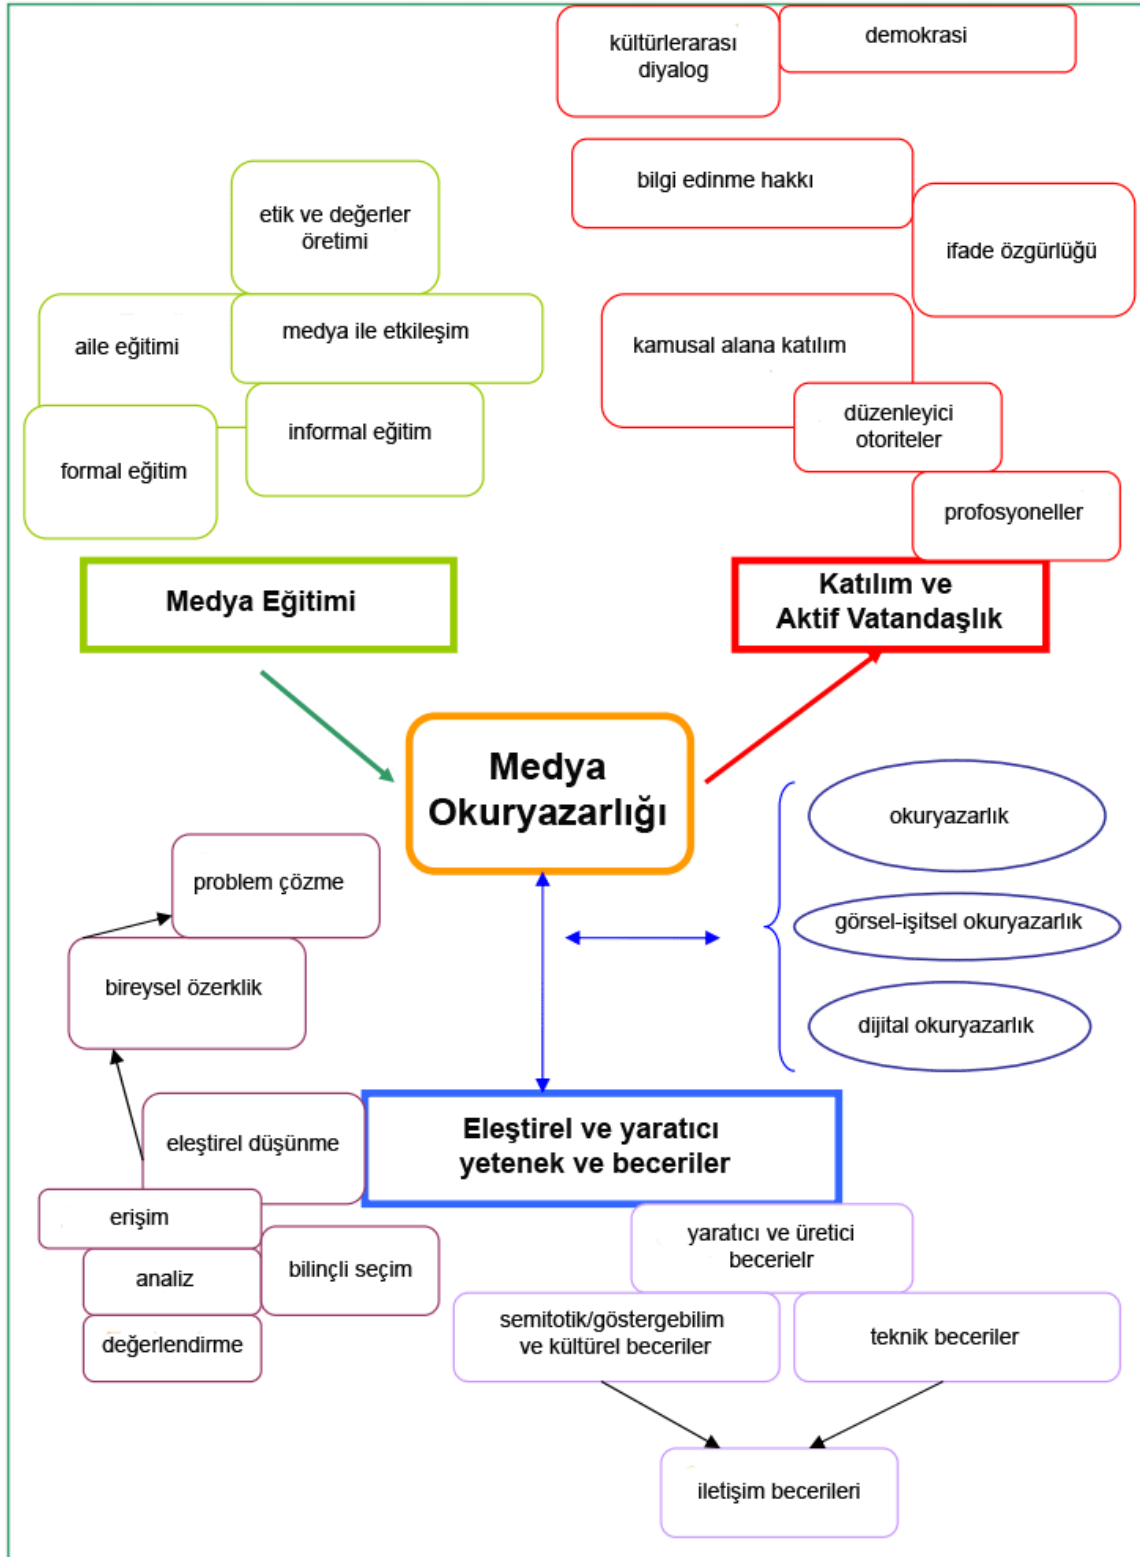 kültürlerarası
diyalog
demokrasi
bilgi edinme hakkı
ifade özgürlüğü
etik ve değerler
öretimi
aile eğitimi
medya ile etkileşim
informal eğitim
formal eğitim
kamusal alana katılım
düzenleyici
otoriteler
profosyoneller
Medya Eğitimi
Katılım ve
Aktif Vatandaşlık
Medya
Okuryazarlığı
okuryazarlık
görsel-işitsel okuryazarlık
dijital okuryazarlık
problem çözme
bireysel özerklik
eleştirel düşünme
erişim
analiz
bilinçli seçim
değerlendirme
Eleştirel ve yaratıcı
yetenek ve beceriler
yaratıcı ve üretici
becerielr
semitotik/göstergebilim
ve kültürel beceriler
teknik beceriler
iletişim becerileri